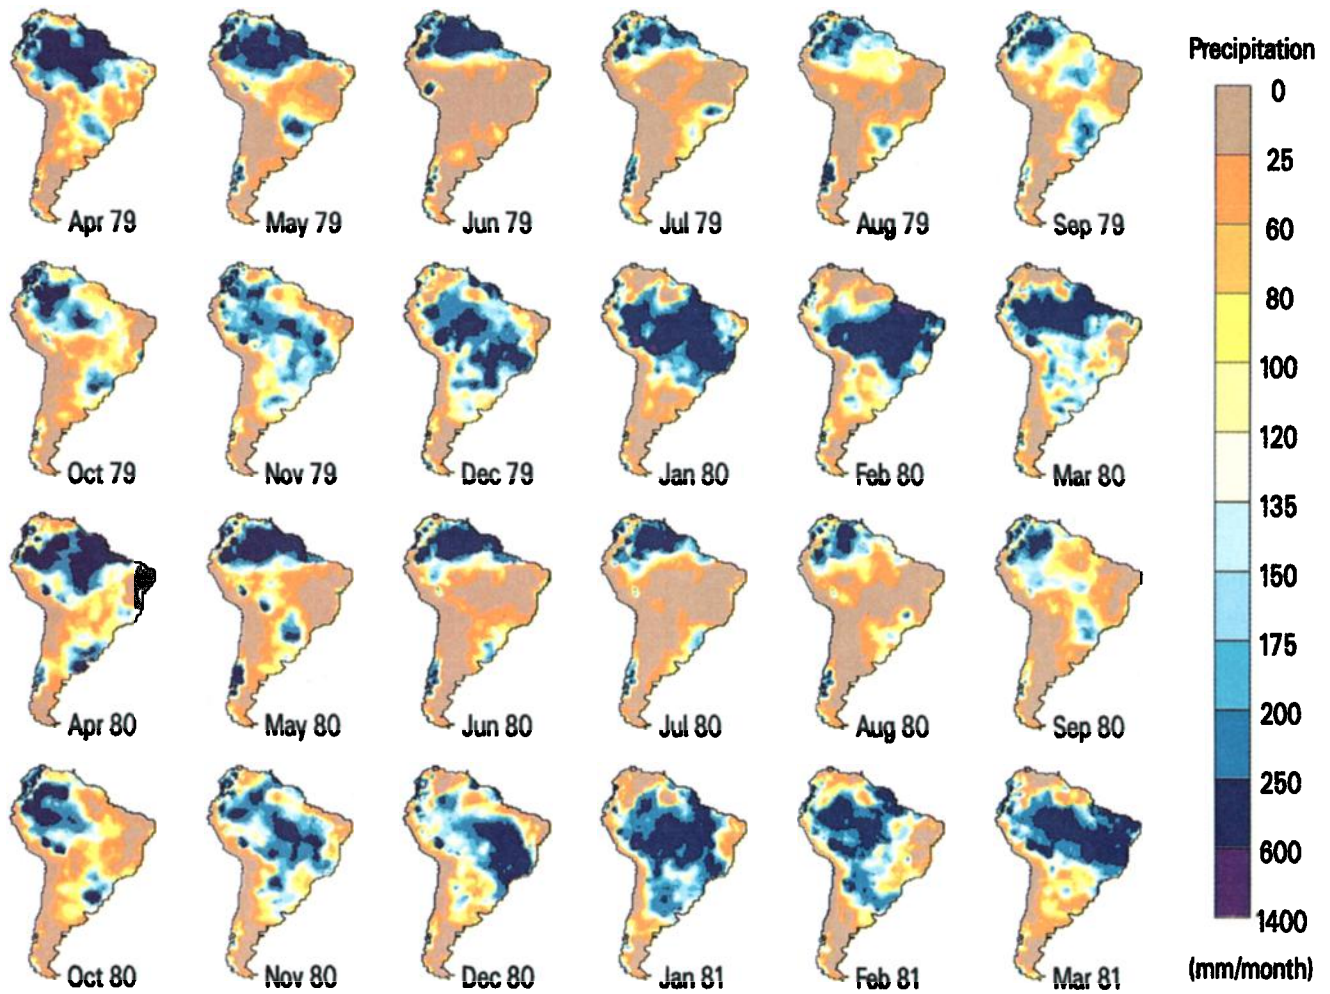 Precipitation
0
25
60
80
100
120
135
150
175
200
250
600
1400
(mm/month)
Apr 79 May 79 Jun 79 Jul 79 Aug 79 Sep 79
Oct 79 Nov 79 Dec 79 Jan 80 Feb 80 Mar 80
Apr 80 May 80 Jun 80 Jul 80 Aug 80 Sep 80
Oct 80 Nov 80 Dec 80 Jan 81 Feb 81 Mar 81